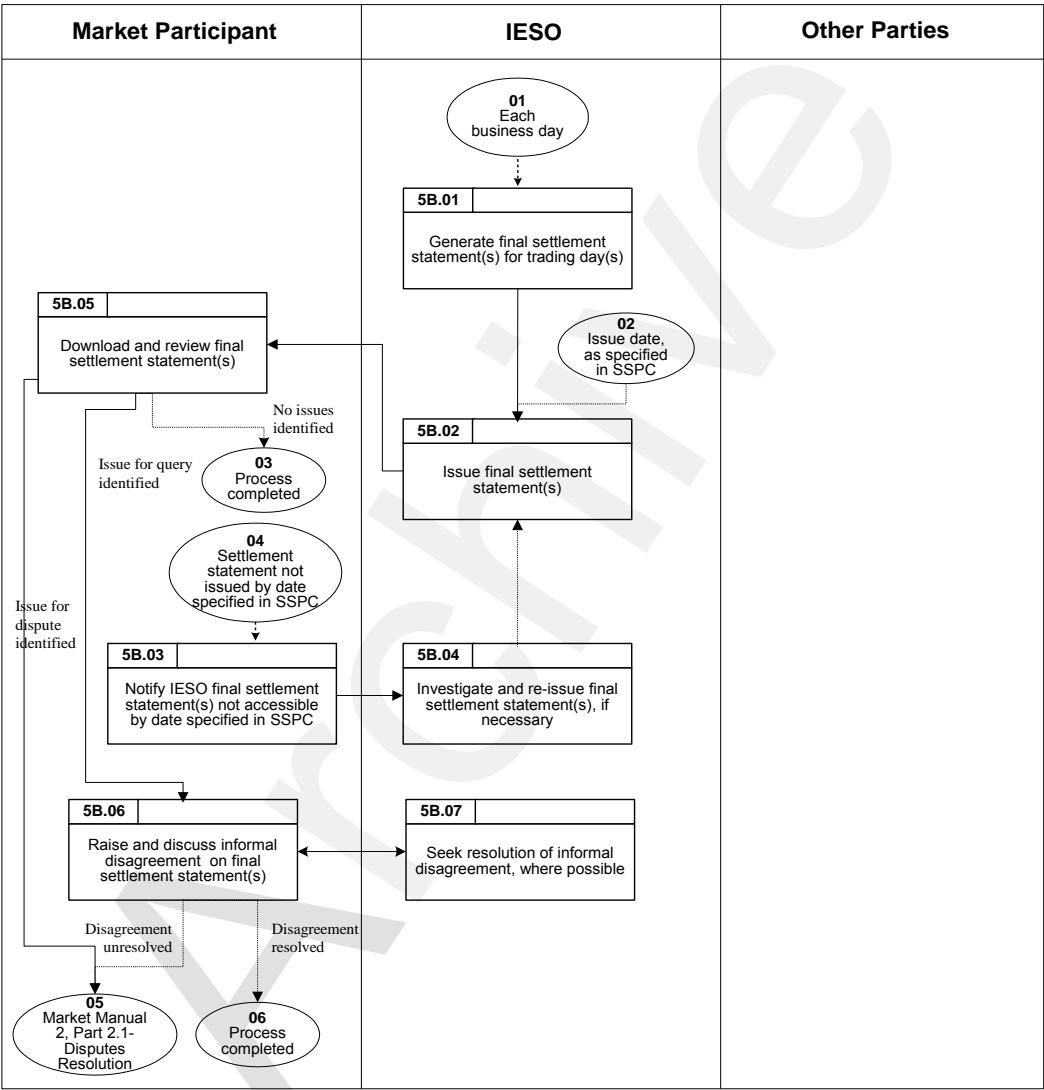 Market Participant
IESO
Other Parties
01
Each
business day
5B.01
Generate final settlement
statement(s) for trading day(s)
02
Issue date,
as specified
in SSPC
5B.05
Download and review final
settlement statement(s)
No issues
identified
Issue for query
identified
03
Process
completed
5B.02
Issue final settlement
statement(s)
04
Settlement
statement not
issued by date
specified in SSPC
Issue for
dispute
identified
5B.03
Notify IESO final settlement
statement(s) not accessible
by date specified in SSPC
5B.04
Investigate and re-issue final
settlement statement(s), if
necessary
5B.06
Raise and discuss informal
disagreement on final
settlement statement(s)
5B.07
Seek resolution of informal
disagreement, where possible
Disagreement
unresolved
Disagreement
resolved
05
Market Manual
2, Part 2.1-
Disputes
Resolution
06
Process
completed
Archive